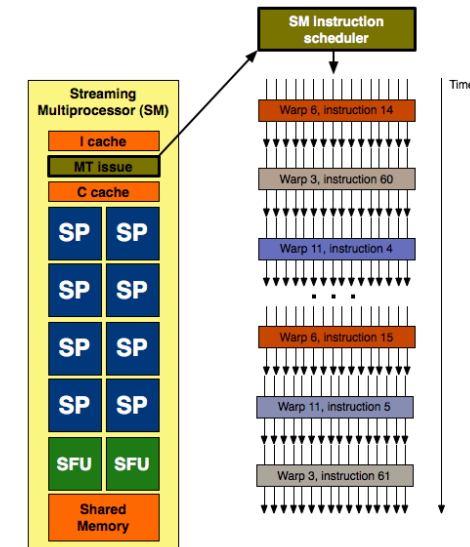 SM instruction
scheduler
Time
Streaming
Multiprocessor (SM)
I cache
MT issue
C cache
SP SP
SP SP
SP SP
SP SP
SFU SFU
Shared
Memory
Warp 6, instruction 14
Warp 3, instruction 60
Warp 11, instruction 4
. . .
Warp 6, instruction 15
Warp 11, instruction 5
Warp 3, instruction 61